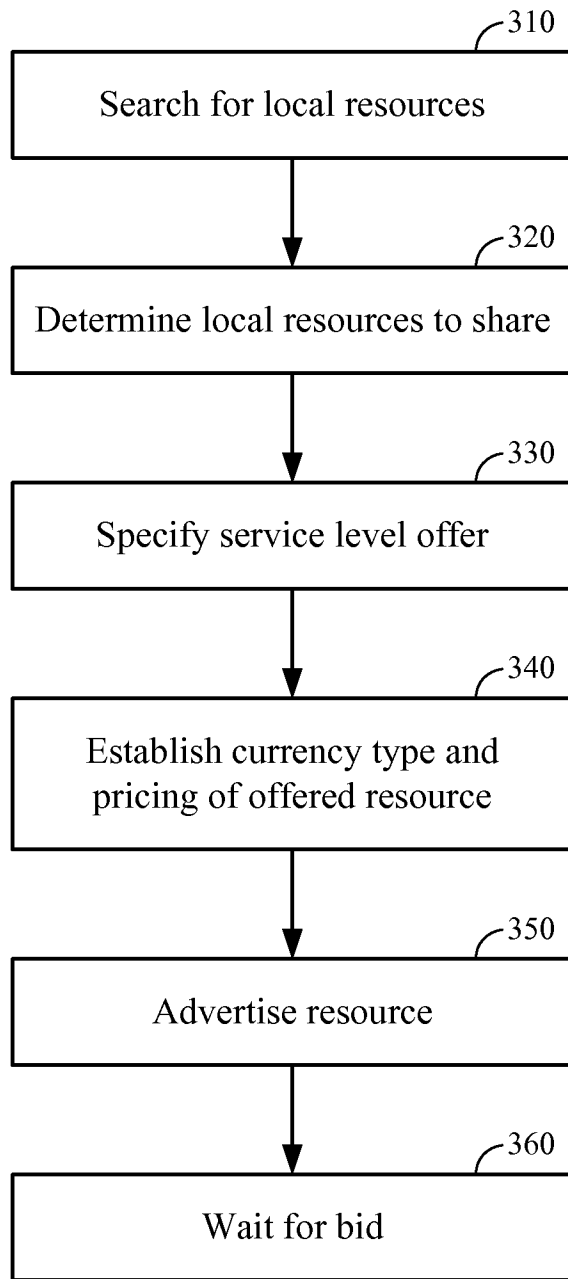 310
Search for local resources
320
Determine local resources to share
330
Specify service level offer
340
Establish currency type and
pricing of offered resource
350
Advertise resource
360
Wait for bid